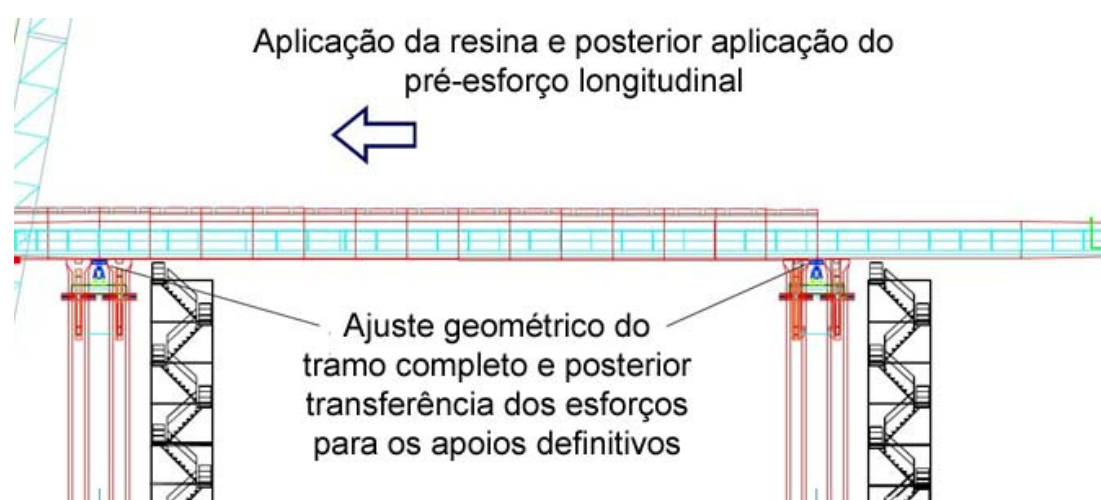 Aplicação da resina e posterior aplicação do
pré-esforço longitudinal
Ajuste geométrico do
tramo completo e posterior
transferência dos esforços
para os apoios definitivos